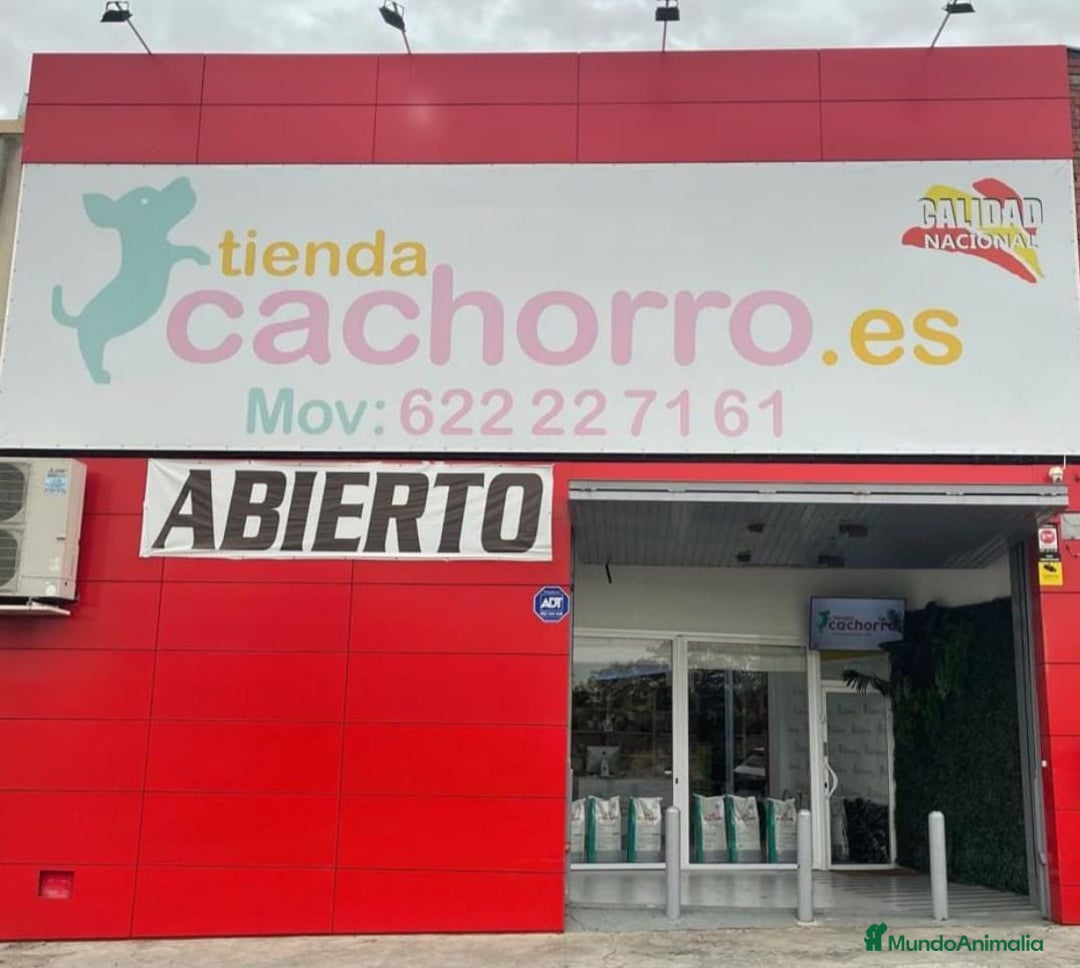 tienda
cachorro.es
Mov: 622 22 71 61
CALIDAD
NACIONAL
ABIERTO
ADT
tienda
cachorro
MundoAnimalia